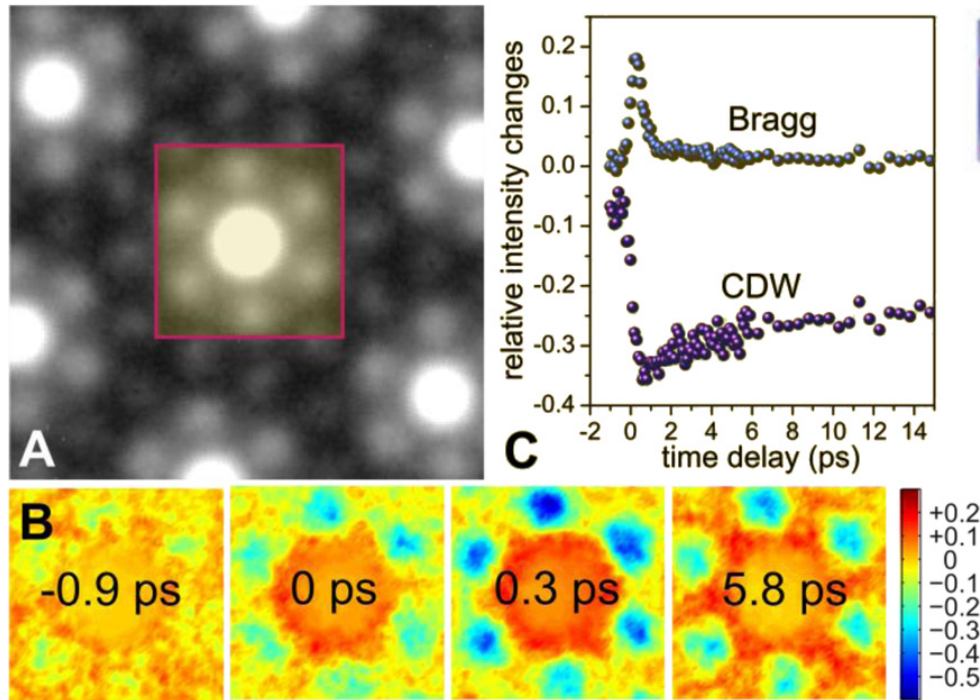 A
C
relative intensity changes
0.2
0.1
0.0
-0.1
-0.2
-0.3
-0.4
Bragg
CDW
-2 0 2 4 6 8 10 12 14
time delay (ps)
B
-0.9 ps
0 ps
0.3 ps
5.8 ps
+0.2
+0.1
0
−0.1
−0.2
−0.3
−0.4
−0.5